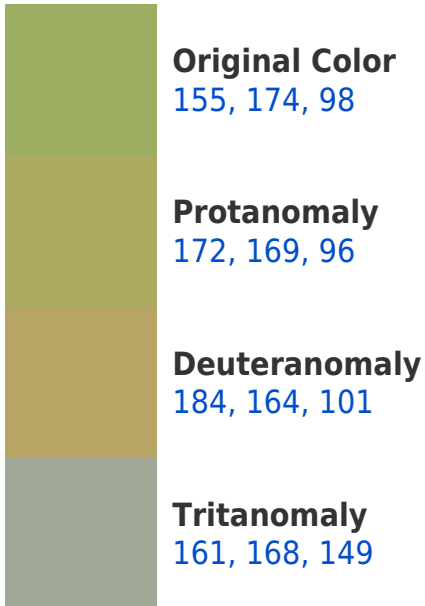 Original Color
155, 174, 98
Protanomaly
172, 169, 96
Deuteranomaly
184, 164, 101
Tritanomaly
161, 168, 149